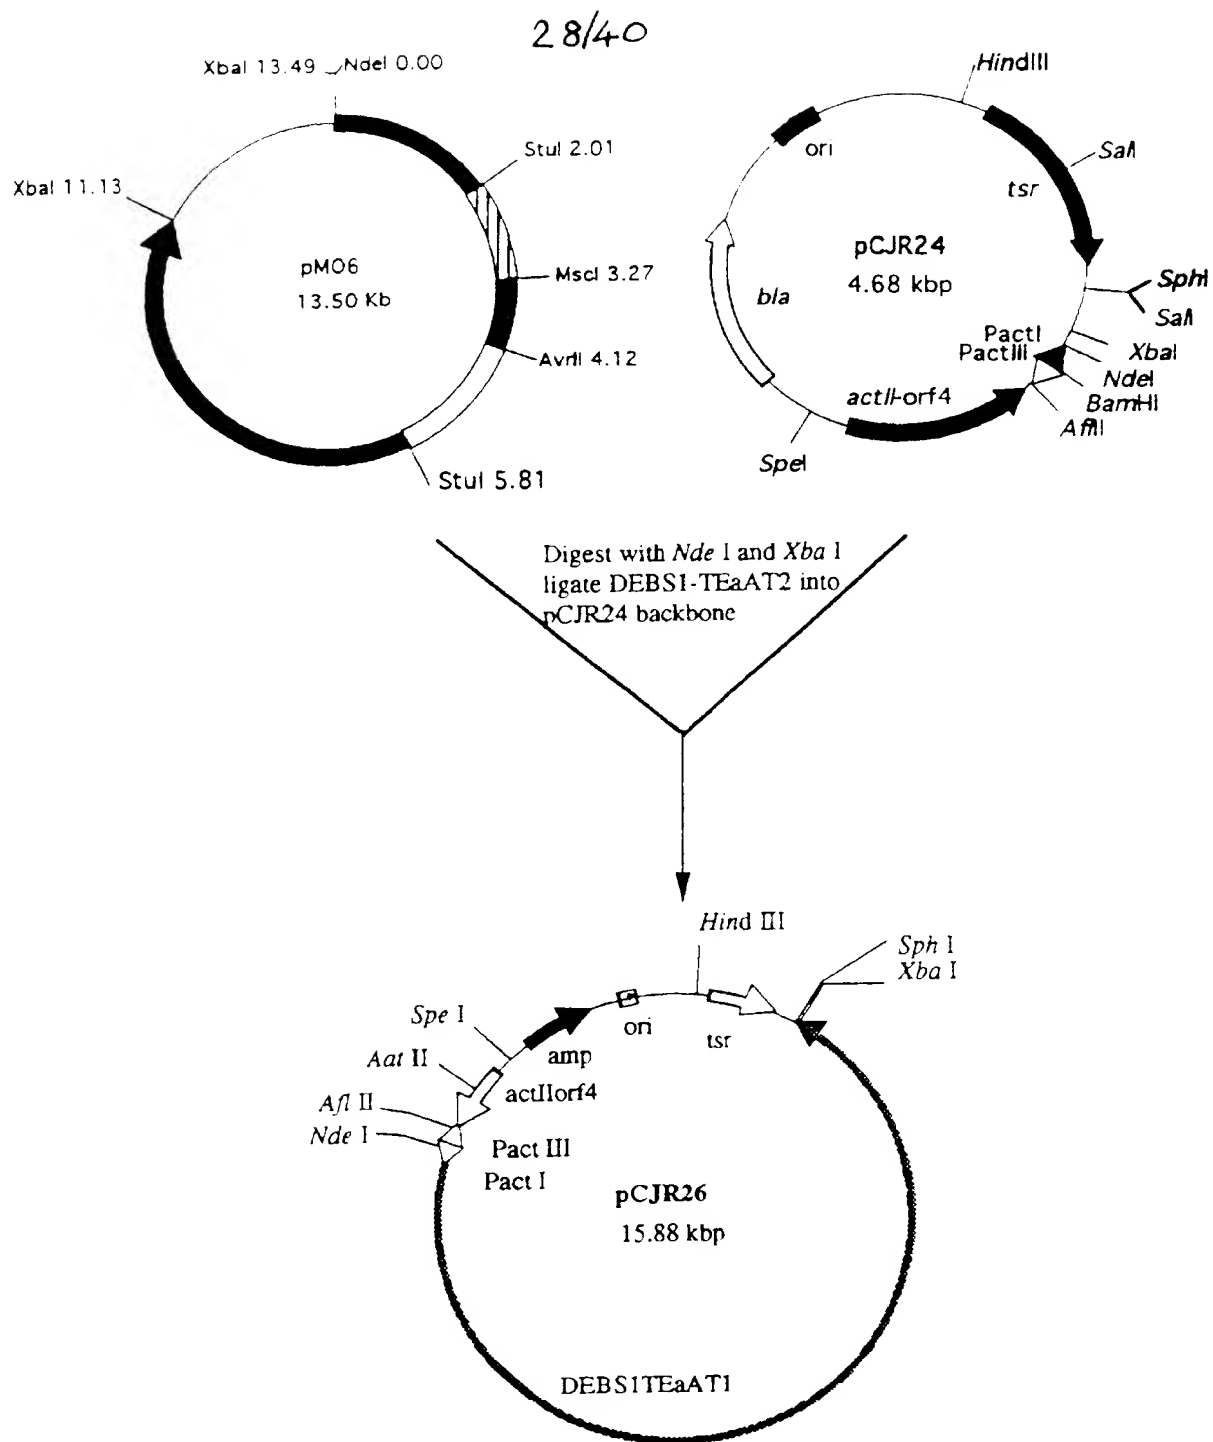 28/40
XbaI 13.49
NdeI 0.00
StuI 2.01
XbaI 11.13
pMO6
13.50 Kb
MscI 3.27
AvrII 4.12
StuI 5.81
HindIII
ori
SalI
tsr
pCJR24
4.68 kbp
bla
SphI
SalI
PactI
PactIII
XbaI
NdeI
BamHI
AflII
actII-orf4
SpeI
Digest with Nde I and Xba I
ligate DEBS1-TEaAT2 into
pCJR24 backbone
Hind III
Sph I
Xba I
Spe I
ori
tsr
amp
Aat II
actIIorf4
Afl II
Nde I
Pact III
Pact I
pCJR26
15.88 kbp
DEBS1TEaAT1